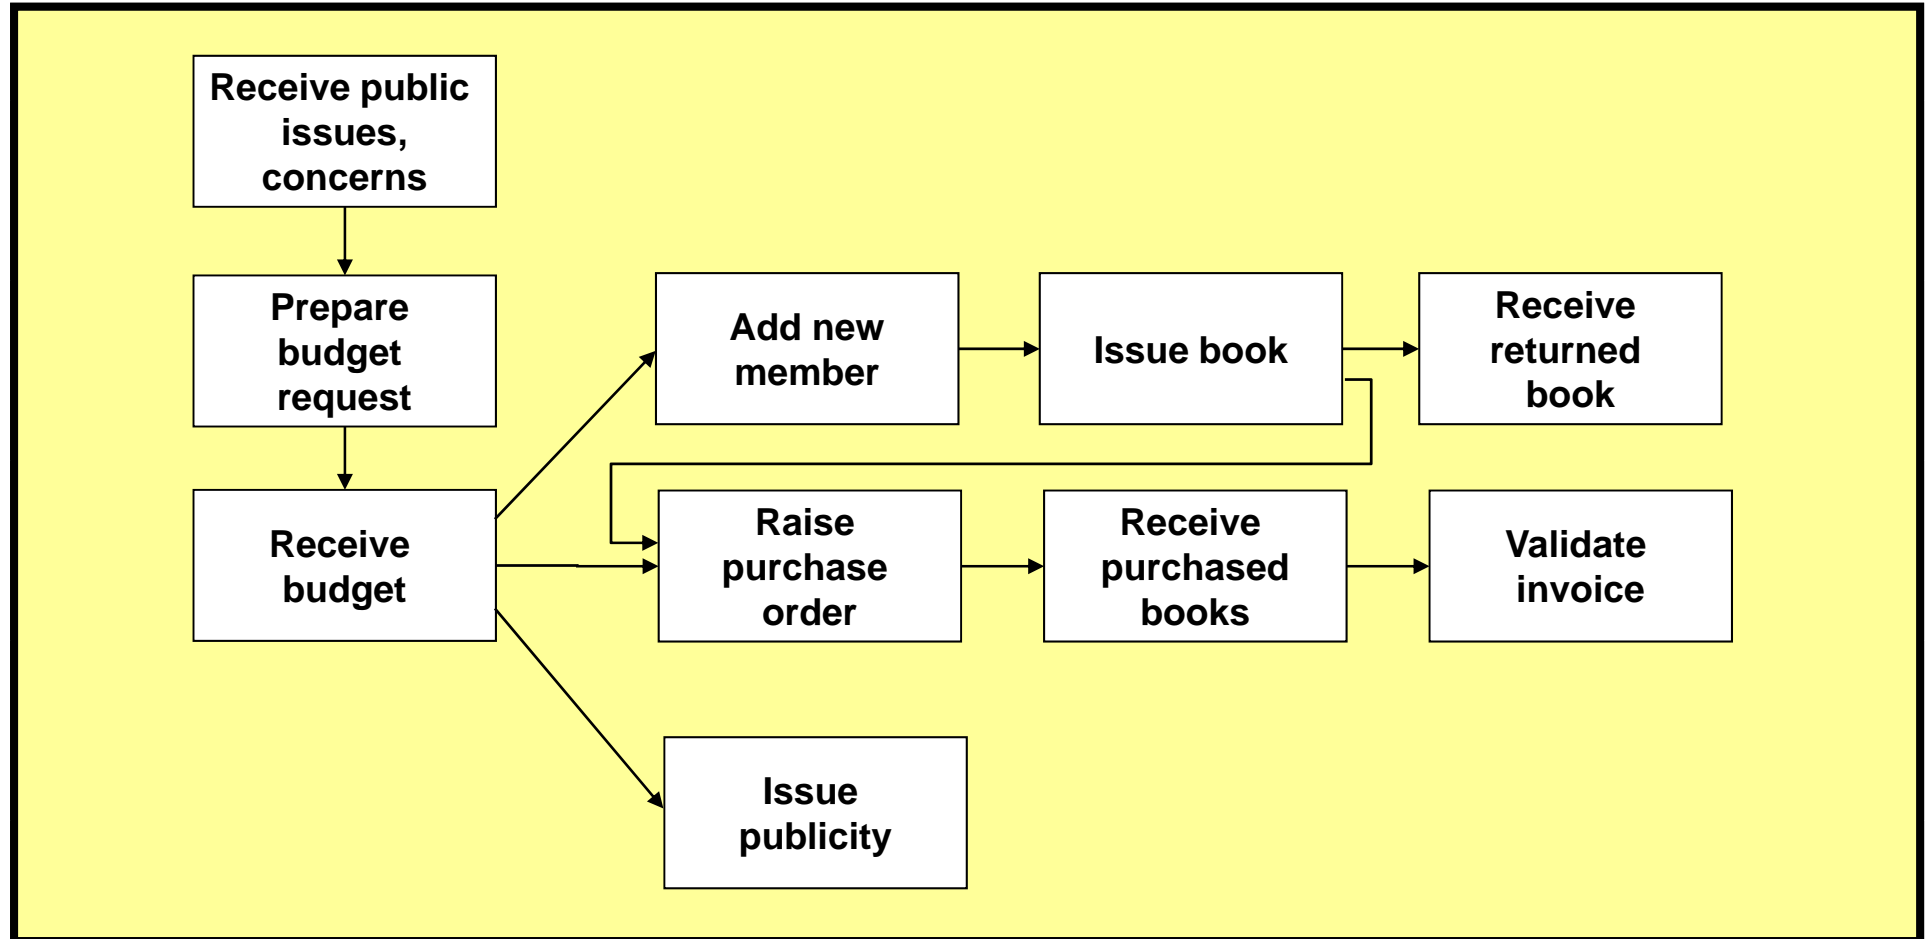 Receive public
issues,
concerns
Prepare
budget
request
Receive
budget
Add new
member
Issue book
Receive
returned
book
Raise
purchase
order
Receive
purchased
books
Validate
invoice
Issue
publicity